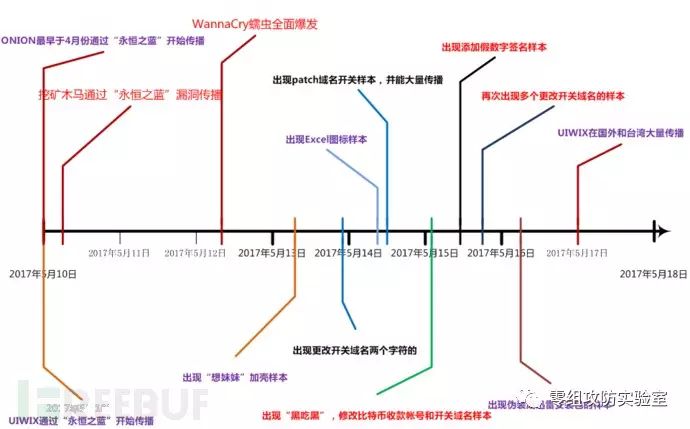 WannaCry蠕虫全面爆发
ONION最早于4月份通过“永恒之蓝”开始传播
出现添加假数字签名样本
出现patch域名开关样本，并能大量传播
挖矿木马通过“永恒之蓝”漏洞传播
再次出现多个更改开关域名的样本
出现Excel图标样本
UIWIX在国外和台湾大量传播
2017年5月10日
2017年5月11日
2017年5月12日
2017年5月13日
2017年5月14日
2017年5月15日
2017年5月16日
2017年5月17日
2017年5月18日
出现更改开关域名两个字符的
出现“想妹妹”加壳样本
零组攻防实验室
FREEBUF
UIWIX通过“永恒之蓝”开始传播
出现“黑吃黑”，修改比特币收款帐号和开关域名样本
出现伪装成
安装包的样本